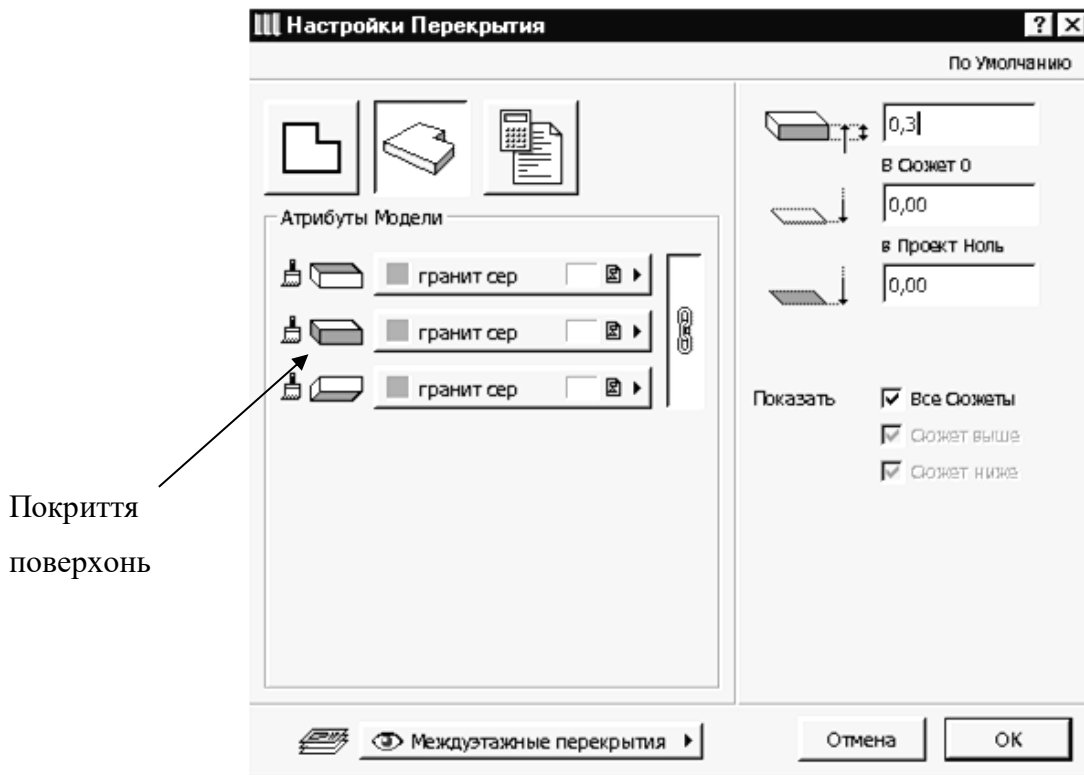 Настройки Перекрытия
По Умолчанию
0,3
В Сюжет 0
0,00
в Проект Ноль
0,00
Атрибуты Модели
гранит сер
гранит сер
гранит сер
Показать
Все Сюжеты
Сюжет выше
Сюжет ниже
Покриття
поверхонь
Междуэтажные перекрытия
Отмена
OK